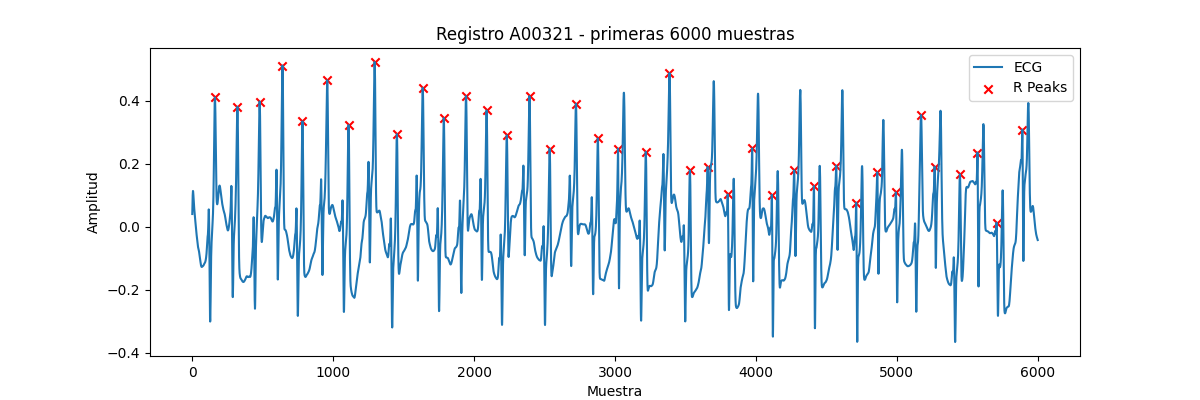 Registro A00321 - primeras 6000 muestras
ECG
R Peaks
Amplitud
0.4
0.2
0.0
−0.2
−0.4
0 1000 2000 3000 4000 5000 6000
Muestra